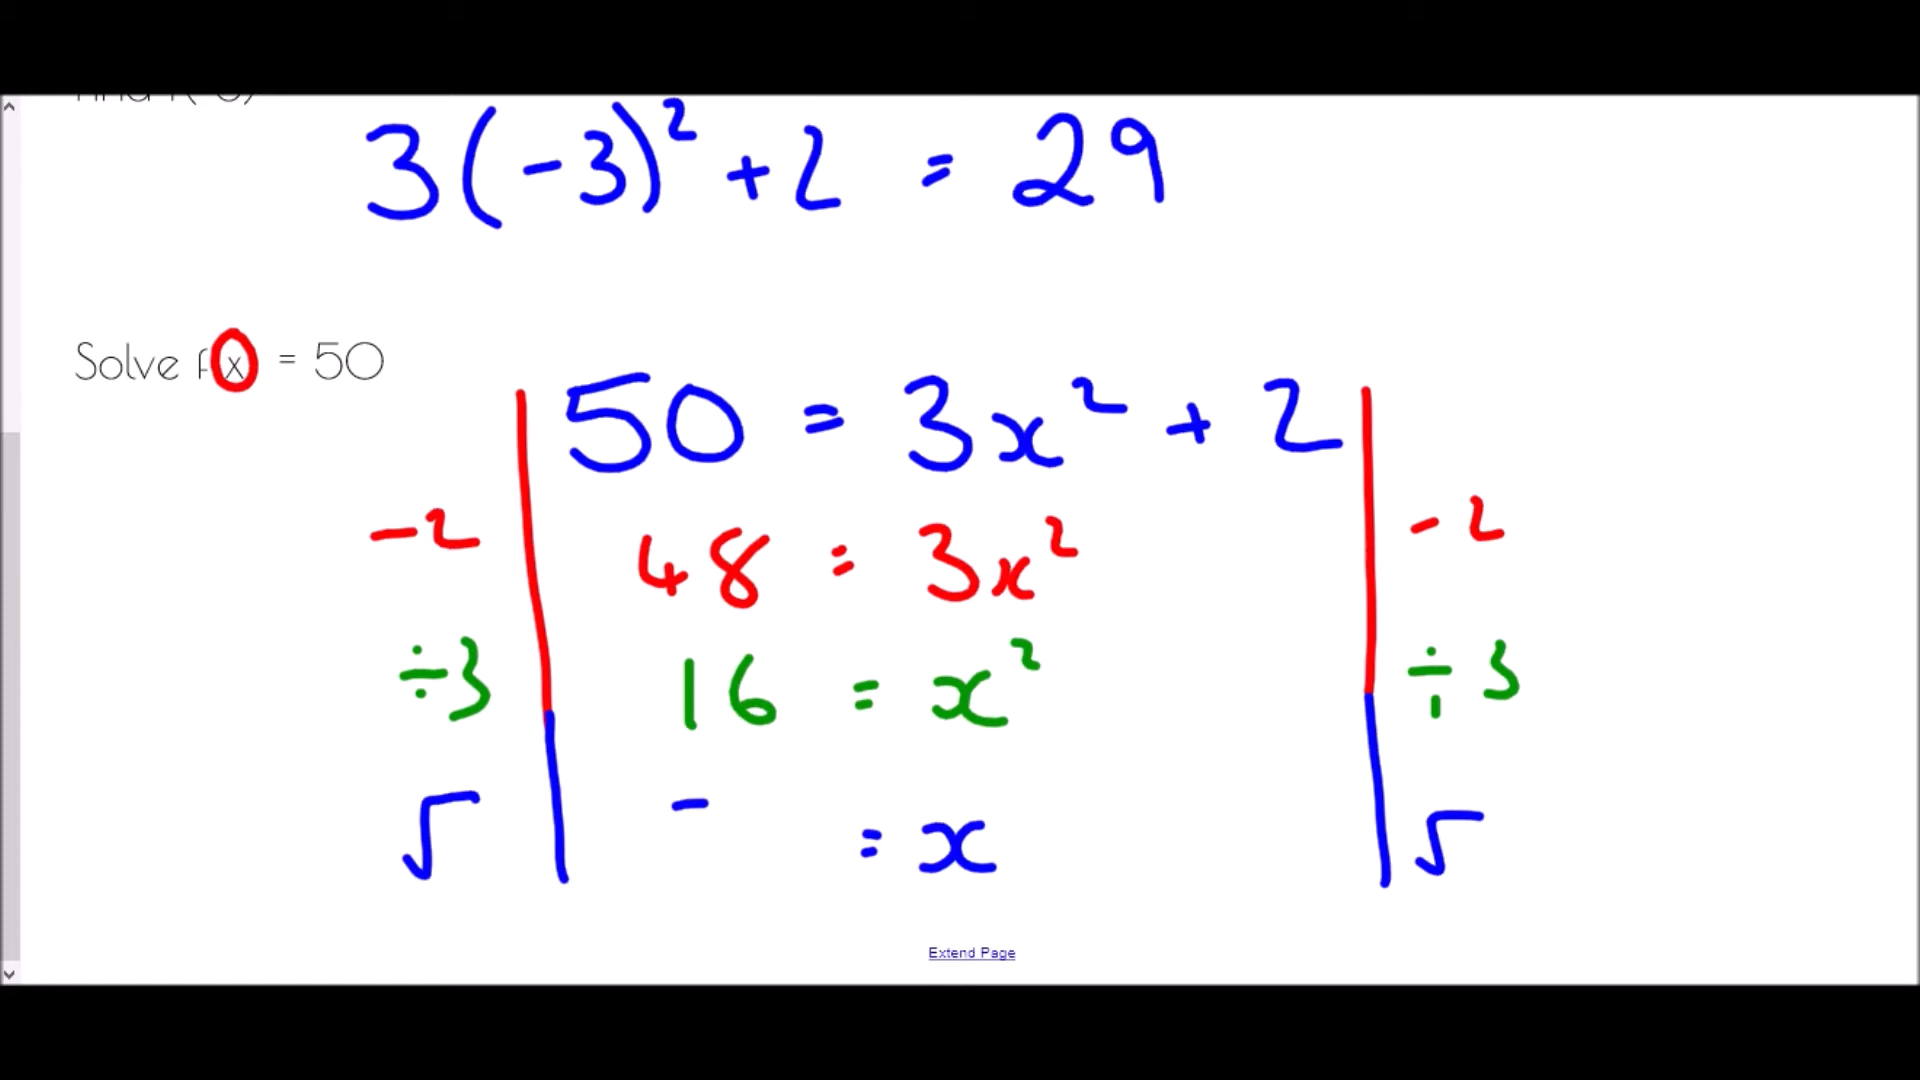 3(-3)² + 2 = 29
Solve f(x) = 50
50 = 3x² + 2
-2 48 = 3x² -2
÷3 16 = x² ÷3
√ - = x √
Extend Page